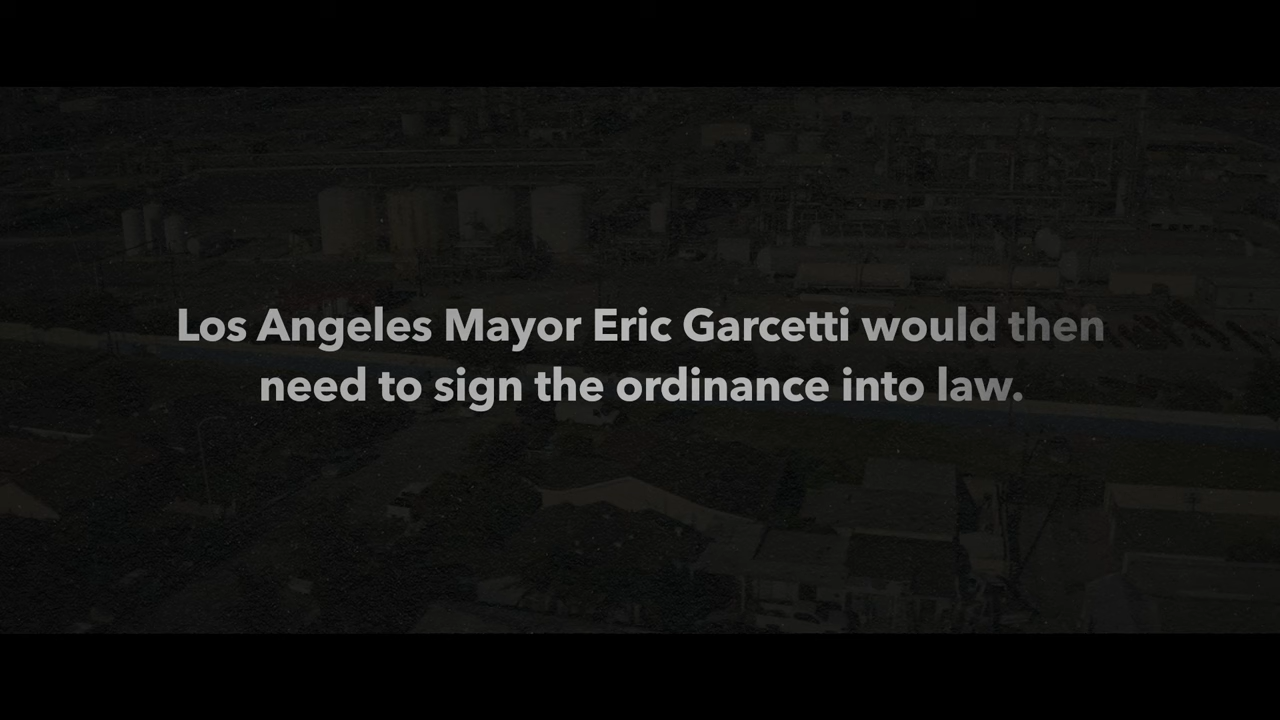 Los Angeles Mayor Eric Garcetti would then
need to sign the ordinance into law.